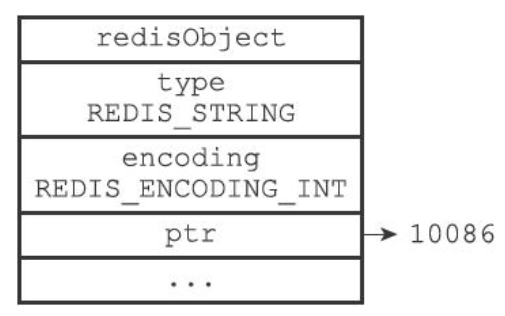 redisObject
type
REDIS_STRING
encoding
REDIS_ENCODING_INT
ptr
10086
...